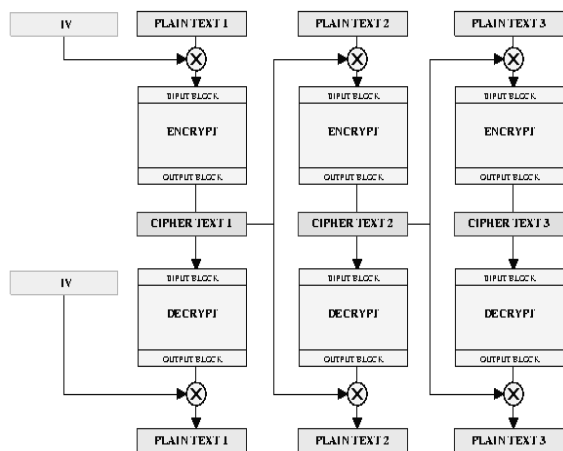 IV PLAIN TEXT 1 PLAIN TEXT 2 PLAIN TEXT 3
INPUT BLOCK INPUT BLOCK INPUT BLOCK
ENCRYPT ENCRYPT ENCRYPT
OUTPUT BLOCK OUTPUT BLOCK OUTPUT BLOCK
CIPHER TEXT 1 CIPHER TEXT 2 CIPHER TEXT 3
IV INPUT BLOCK INPUT BLOCK INPUT BLOCK
DECRYPT DECRYPT DECRYPT
OUTPUT BLOCK OUTPUT BLOCK OUTPUT BLOCK
PLAIN TEXT 1 PLAIN TEXT 2 PLAIN TEXT 3